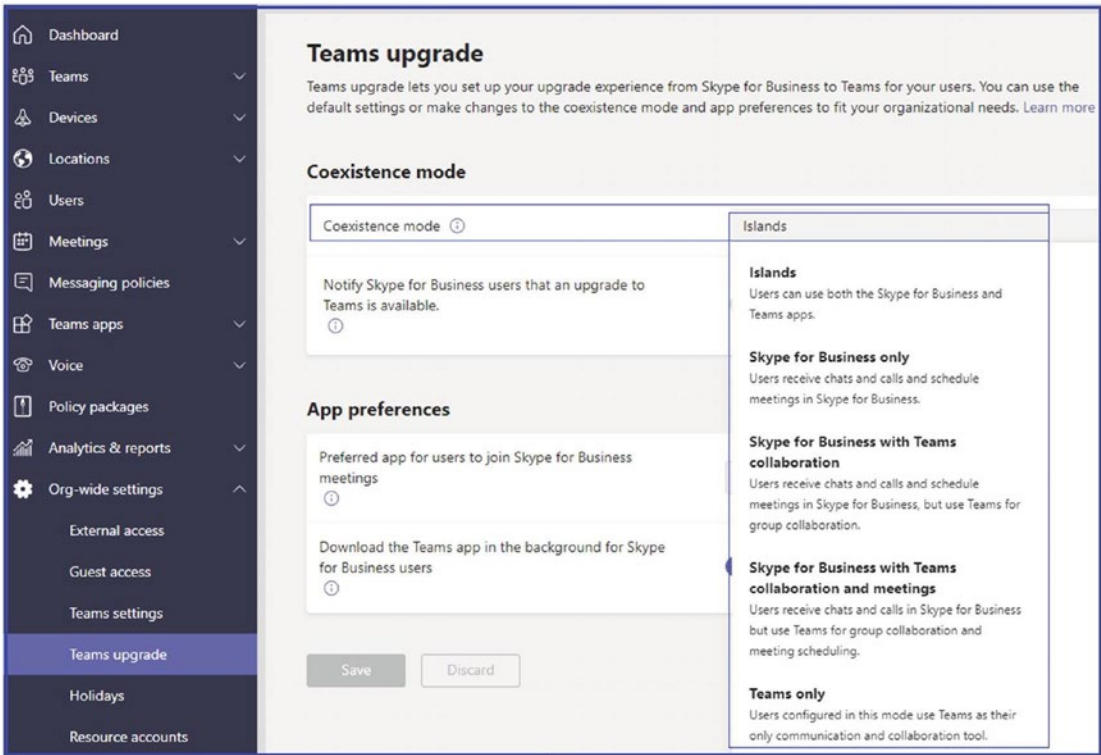 Dashboard
Teams
Devices
Locations
Users
Meetings
Messaging policies
Teams apps
Voice
Policy packages
Analytics & reports
Org-wide settings
External access
Guest access
Teams settings
Teams upgrade
Holidays
Resource accounts
Teams upgrade
Teams upgrade lets you set up your upgrade experience from Skype for Business to Teams for your users. You can use the
default settings or make changes to the coexistence mode and app preferences to fit your organizational needs. Learn more
Coexistence mode
Coexistence mode
Islands
Notify Skype for Business users that an upgrade to
Teams is available.
App preferences
Preferred app for users to join Skype for Business
meetings
Download the Teams app in the background for Skype
for Business users
Save
Discard
Islands
Users can use both the Skype for Business and
Teams apps.
Skype for Business only
Users receive chats and calls and schedule
meetings in Skype for Business.
Skype for Business with Teams
collaboration
Users receive chats and calls and schedule
meetings in Skype for Business, but use Teams for
group collaboration.
Skype for Business with Teams
collaboration and meetings
Users receive chats and calls in Skype for Business
but use Teams for group collaboration and
meeting scheduling.
Teams only
Users configured in this mode use Teams as their
only communication and collaboration tool.